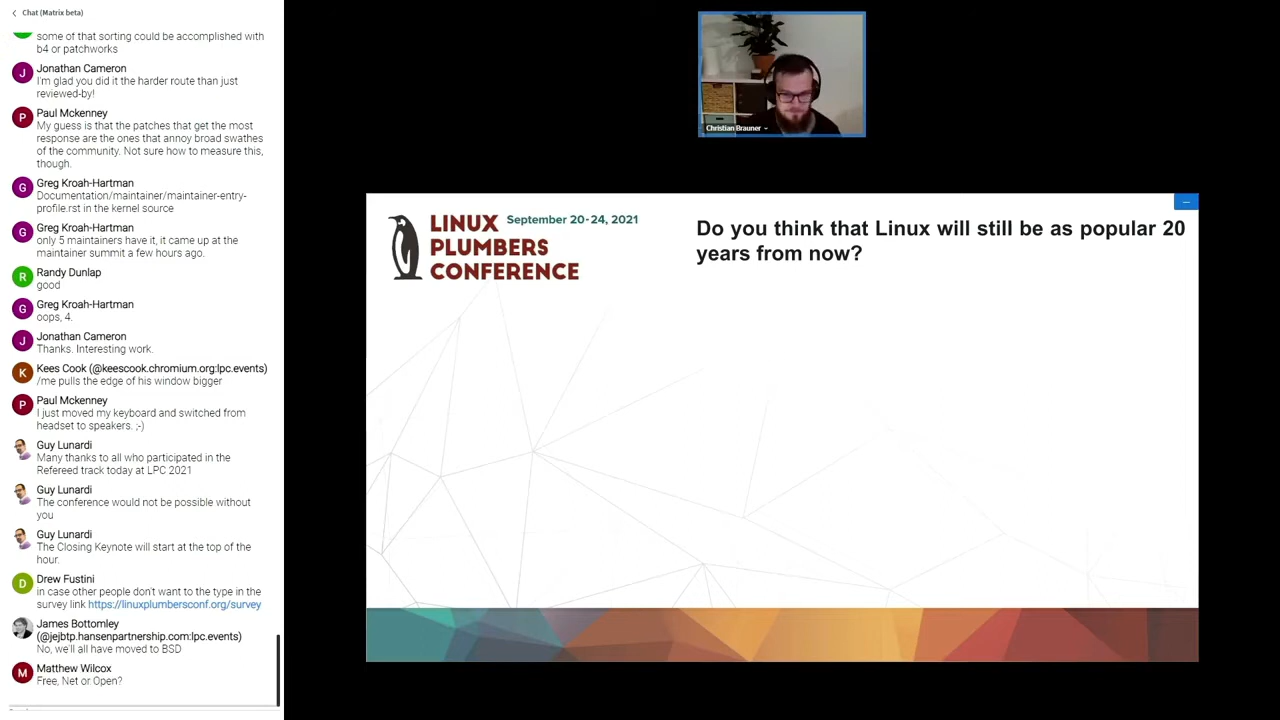 Chat (Matrix beta)
some of that sorting could be accomplished with
b4 or patchworks
J
Jonathan Cameron
I'm glad you did it the harder route than just
reviewed-by!
P
Paul Mckenney
My guess is that the patches that get the most
response are the ones that annoy broad swathes
of the community. Not sure how to measure this,
though.
G
Greg Kroah-Hartman
Documentation/maintainer/maintainer-entry-
profile.rst in the kernel source
G
Greg Kroah-Hartman
only 5 maintainers have it, it came up at the
maintainer summit a few hours ago.
R
Randy Dunlap
good
G
Greg Kroah-Hartman
oops, 4.
J
Jonathan Cameron
Thanks. Interesting work.
K
Kees Cook (@keescook.chromium.org:lpc.events)
/me pulls the edge of his window bigger
P
Paul Mckenney
I just moved my keyboard and switched from
headset to speakers. ;-)
Guy Lunardi
Many thanks to all who participated in the
Refereed track today at LPC 2021
Guy Lunardi
The conference would not be possible without
you
Guy Lunardi
The Closing Keynote will start at the top of the
hour.
D
Drew Fustini
in case other people don't want to the type in the
survey link https://linuxplumbersconf.org/survey
James Bottomley
(@jejbtp.hansenpartnership.com:lpc.events)
No, we'll all have moved to BSD
M
Matthew Wilcox
Free, Net or Open?
Christian Brauner
LINUX
PLUMBERS
CONFERENCE
September 20-24, 2021
Do you think that Linux will still be as popular 20
years from now?